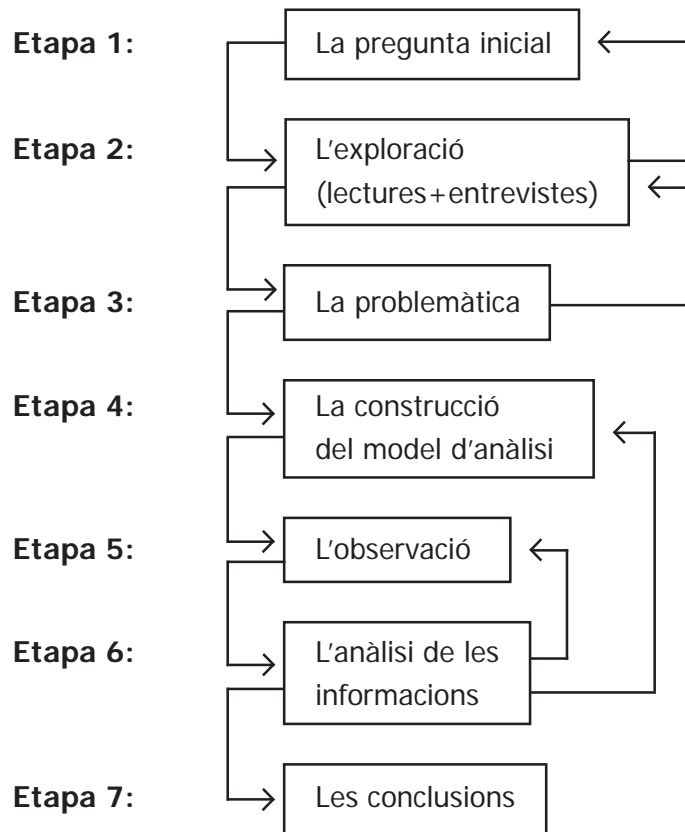 Etapa 1: La pregunta inicial
Etapa 2: L'exploració
(lectures+entrevistes)
Etapa 3: La problemàtica
Etapa 4: La construcció
del model d'anàlisi
Etapa 5: L'observació
Etapa 6: L'anàlisi de les
informacions
Etapa 7: Les conclusions